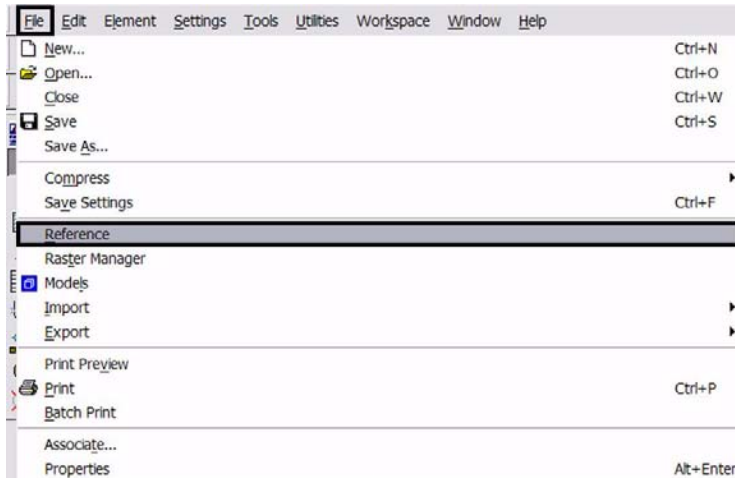 File Edit Element Settings Tools Utilities Workspace Window Help
New... Ctrl+N
Open... Ctrl+O
Close Ctrl+W
Save Ctrl+S
Save As...
Compress
Save Settings Ctrl+F
Reference
Raster Manager
Models
Import
Export
Print Preview
Print Ctrl+P
Batch Print
Associate...
Properties Alt+Enter